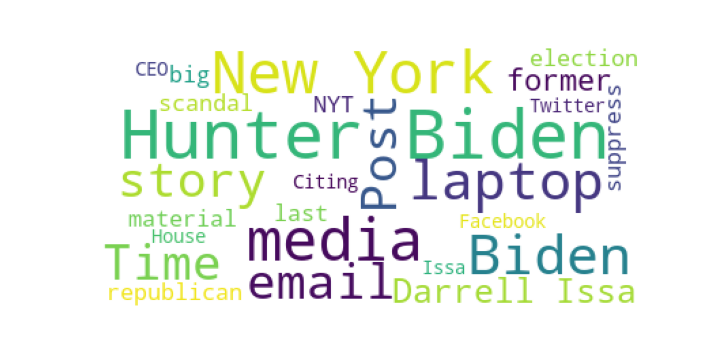 CEO big New York election
scandal NYT former
Twitter
Hunter Biden
Post
suppress
story Citing laptop
material last Facebook
House media
Time Issa Biden
republican email Darrell Issa